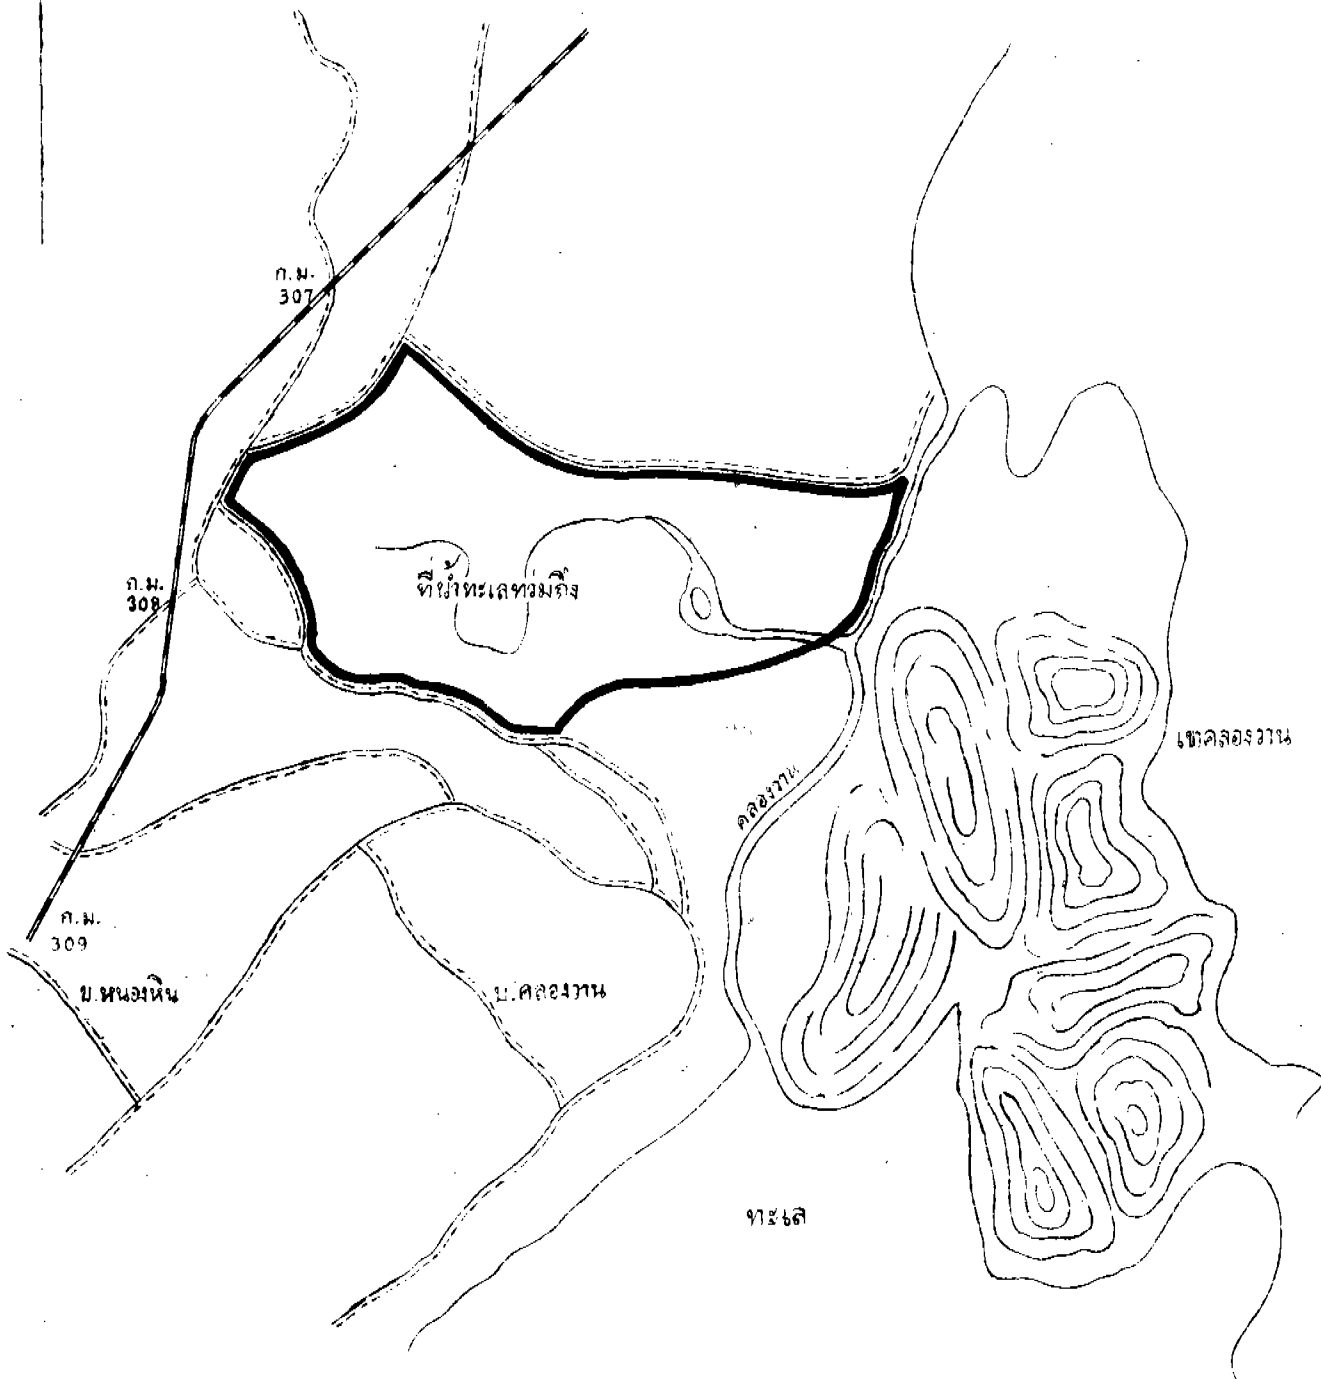 ก.ม.
307
ที่น้ำทะเลท่วมถึง
ก.ม.
308
เขาคลองวาน
คลองวาน
ก.ม.
309
บ.หนองหิน
บ.คลองวาน
ทะเล